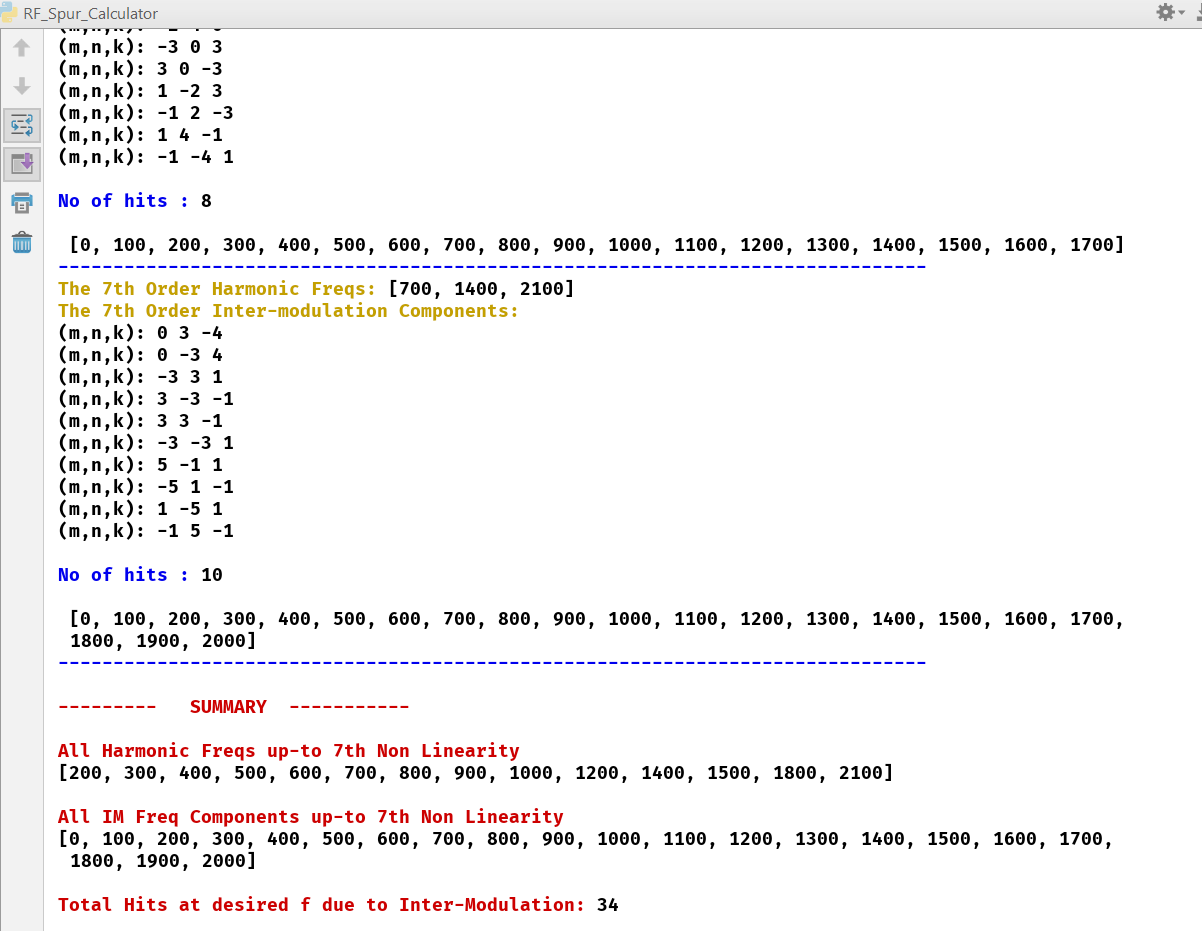 RF_Spur_Calculator
(m,n,k): -3 0 3
(m,n,k): 3 0 -3
(m,n,k): 1 -2 3
(m,n,k): -1 2 -3
(m,n,k): 1 4 -1
(m,n,k): -1 -4 1
No of hits : 8
[0, 100, 200, 300, 400, 500, 600, 700, 800, 900, 1000, 1100, 1200, 1300, 1400, 1500, 1600, 1700]
-------------------------------------------------------------------------------
The 7th Order Harmonic Freqs: [700, 1400, 2100]
The 7th Order Inter-modulation Components:
(m,n,k): 0 3 -4
(m,n,k): 0 -3 4
(m,n,k): -3 3 1
(m,n,k): 3 -3 -1
(m,n,k): 3 3 -1
(m,n,k): -3 -3 1
(m,n,k): 5 -1 1
(m,n,k): -5 1 -1
(m,n,k): 1 -5 1
(m,n,k): -1 5 -1
No of hits : 10
[0, 100, 200, 300, 400, 500, 600, 700, 800, 900, 1000, 1100, 1200, 1300, 1400, 1500, 1600, 1700,
1800, 1900, 2000]
-------------------------------------------------------------------------------
--------- SUMMARY -----------
All Harmonic Freqs up-to 7th Non Linearity
[200, 300, 400, 500, 600, 700, 800, 900, 1000, 1200, 1400, 1500, 1800, 2100]
All IM Freq Components up-to 7th Non Linearity
[0, 100, 200, 300, 400, 500, 600, 700, 800, 900, 1000, 1100, 1200, 1300, 1400, 1500, 1600, 1700,
1800, 1900, 2000]
Total Hits at desired f due to Inter-Modulation: 34